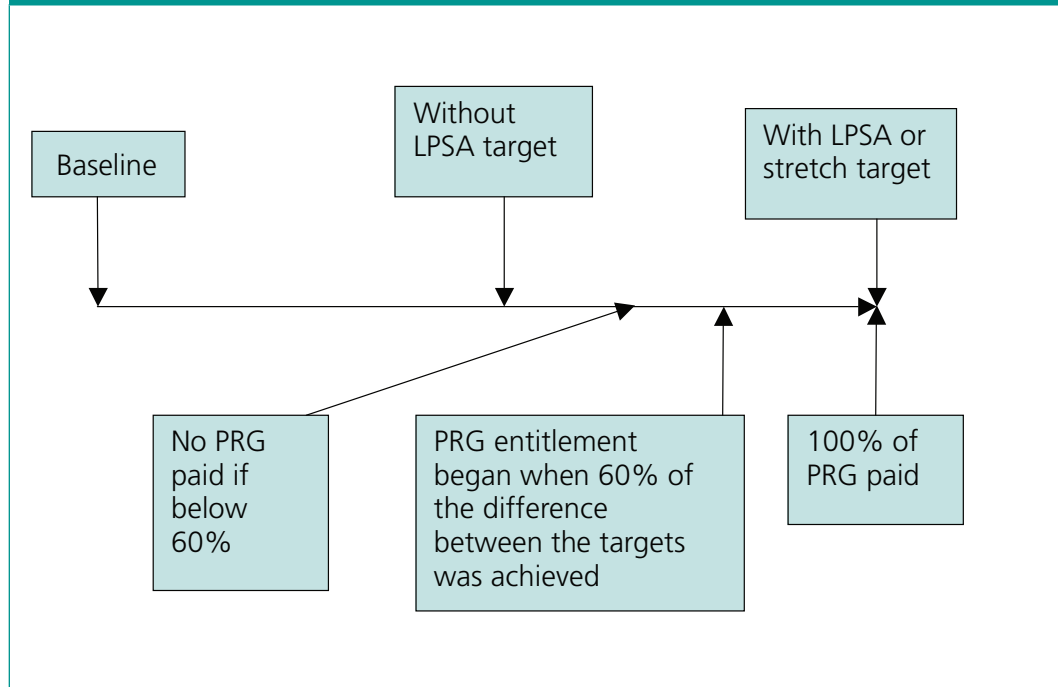 Baseline
Without
LPSA target
With LPSA or
stretch target
No PRG
paid if
below
60%
PRG entitlement
began when 60% of
the difference
between the targets
was achieved
100% of
PRG paid